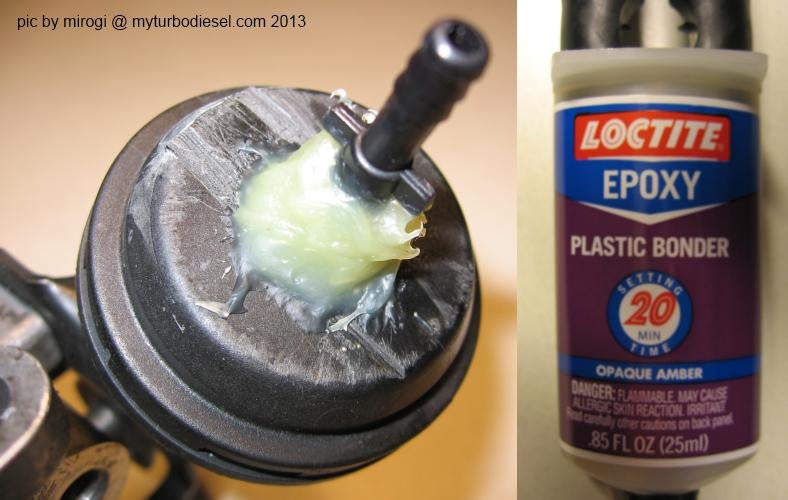 pic by mirogi @ myturbodiesel.com 2013
LOCTITE
EPOXY
PLASTIC BONDER
SETTING
20
MIN
TIME
OPAQUE AMBER
DANGER: FLAMMABLE. MAY CAUSE
ALLERGIC SKIN REACTION. IRRITANT
Read carefully other cautions on back panel.
.85 FL OZ (25ml)